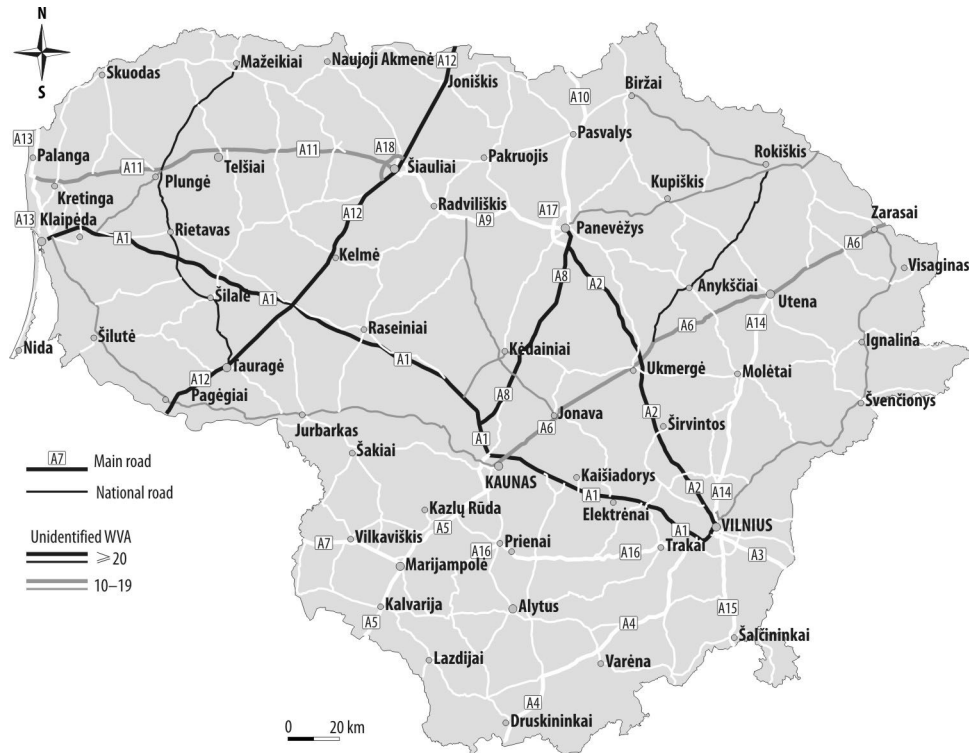 N
S
Skuodas
Mažeikiai
Naujoji Akmenė
A12
Joniškis
Biržai
A10
Pasvalys
A13
Palanga
A11
Telšiai
A11
A18
Šiauliai
Pakruojis
Rokiškis
Kretinga
Plungė
Kupiškis
Klaipėda
A13
A1
Rietavas
A12
Radviliškis
A9
A17
Panevėžys
Zarasai
A6
Kelmė
A8
A2
Visaginas
Šilalė
A1
Anykščiai
Utena
Šilutė
Raseiniai
A6
A14
Nida
A1
Kėdainiai
Ignalina
Tauragė
Ukmergė
Molėtai
A12
Pagėgiai
A8
Švenčionys
Jurbarkas
Jonava
A6
A2
Širvintos
A1
Šakiai
A7 Main road
KAUNAS
Kaišiadorys
National road
A1
Elektrėnai
A2
A14
Kazlų Rūda
VILNIUS
Unidentified WVA
A5
A1
⩾20
A7
Vilkaviškis
A16
Prienai
A16
Trakai
A3
10–19
Marijampolė
Kalvarija
A5
Alytus
A4
A15
Šalčininkai
Lazdijai
Varėna
A4
0 20 km
Druskininkai